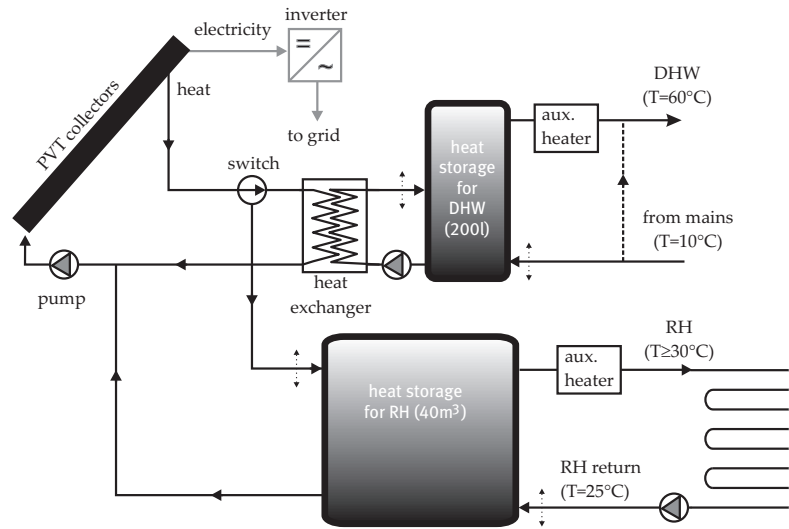 inverter
electricity
=
~
PVT collectors
heat
to grid
DHW
(T=60°C)
aux.
heater
heat
storage
for
DHW
(200l)
switch
from mains
(T=10°C)
pump
heat
exchanger
RH
(T≥30°C)
aux.
heater
heat storage
for RH (40m³)
RH return
(T=25°C)